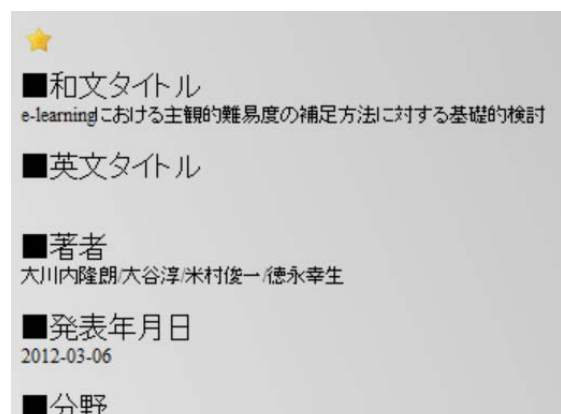 ■和文タイトル
e-learningにおける主観的難易度の補足方法に対する基礎的検討
■英文タイトル
■著者
大川内隆朗/大谷淳/米村俊一/徳永幸生
■発表年月日
2012-03-06
■分野